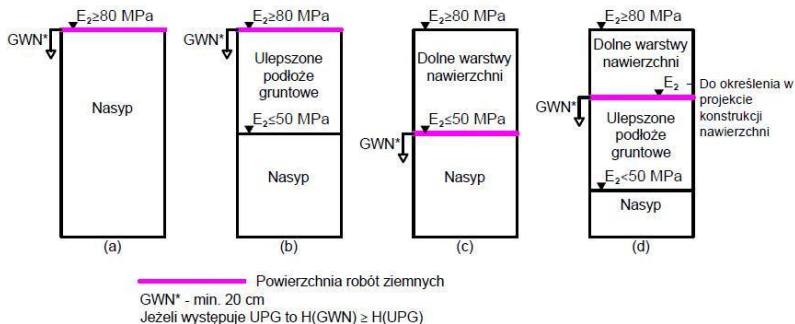 E₂≥80 MPa
GWN*
Nasyp
(a)
E₂≥80 MPa
GWN*
Ulepszone
podłoże
gruntowe
E₂≤50 MPa
Nasyp
(b)
E₂≥80 MPa
Dolne warstwy
nawierzchni
E₂≤50 MPa
GWN*
Nasyp
(c)
E₂≥80 MPa
Dolne warstwy
nawierzchni
E₂ - Do określenia w
projekcie
konstrukcji
nawierzchni
GWN*
Ulepszone
podłoże
gruntowe
E₂<50 MPa
Nasyp
(d)
Powierzchnia robót ziemnych
GWN* - min. 20 cm
Jeżeli występuje UPG to H(GWN) ≥ H(UPG)